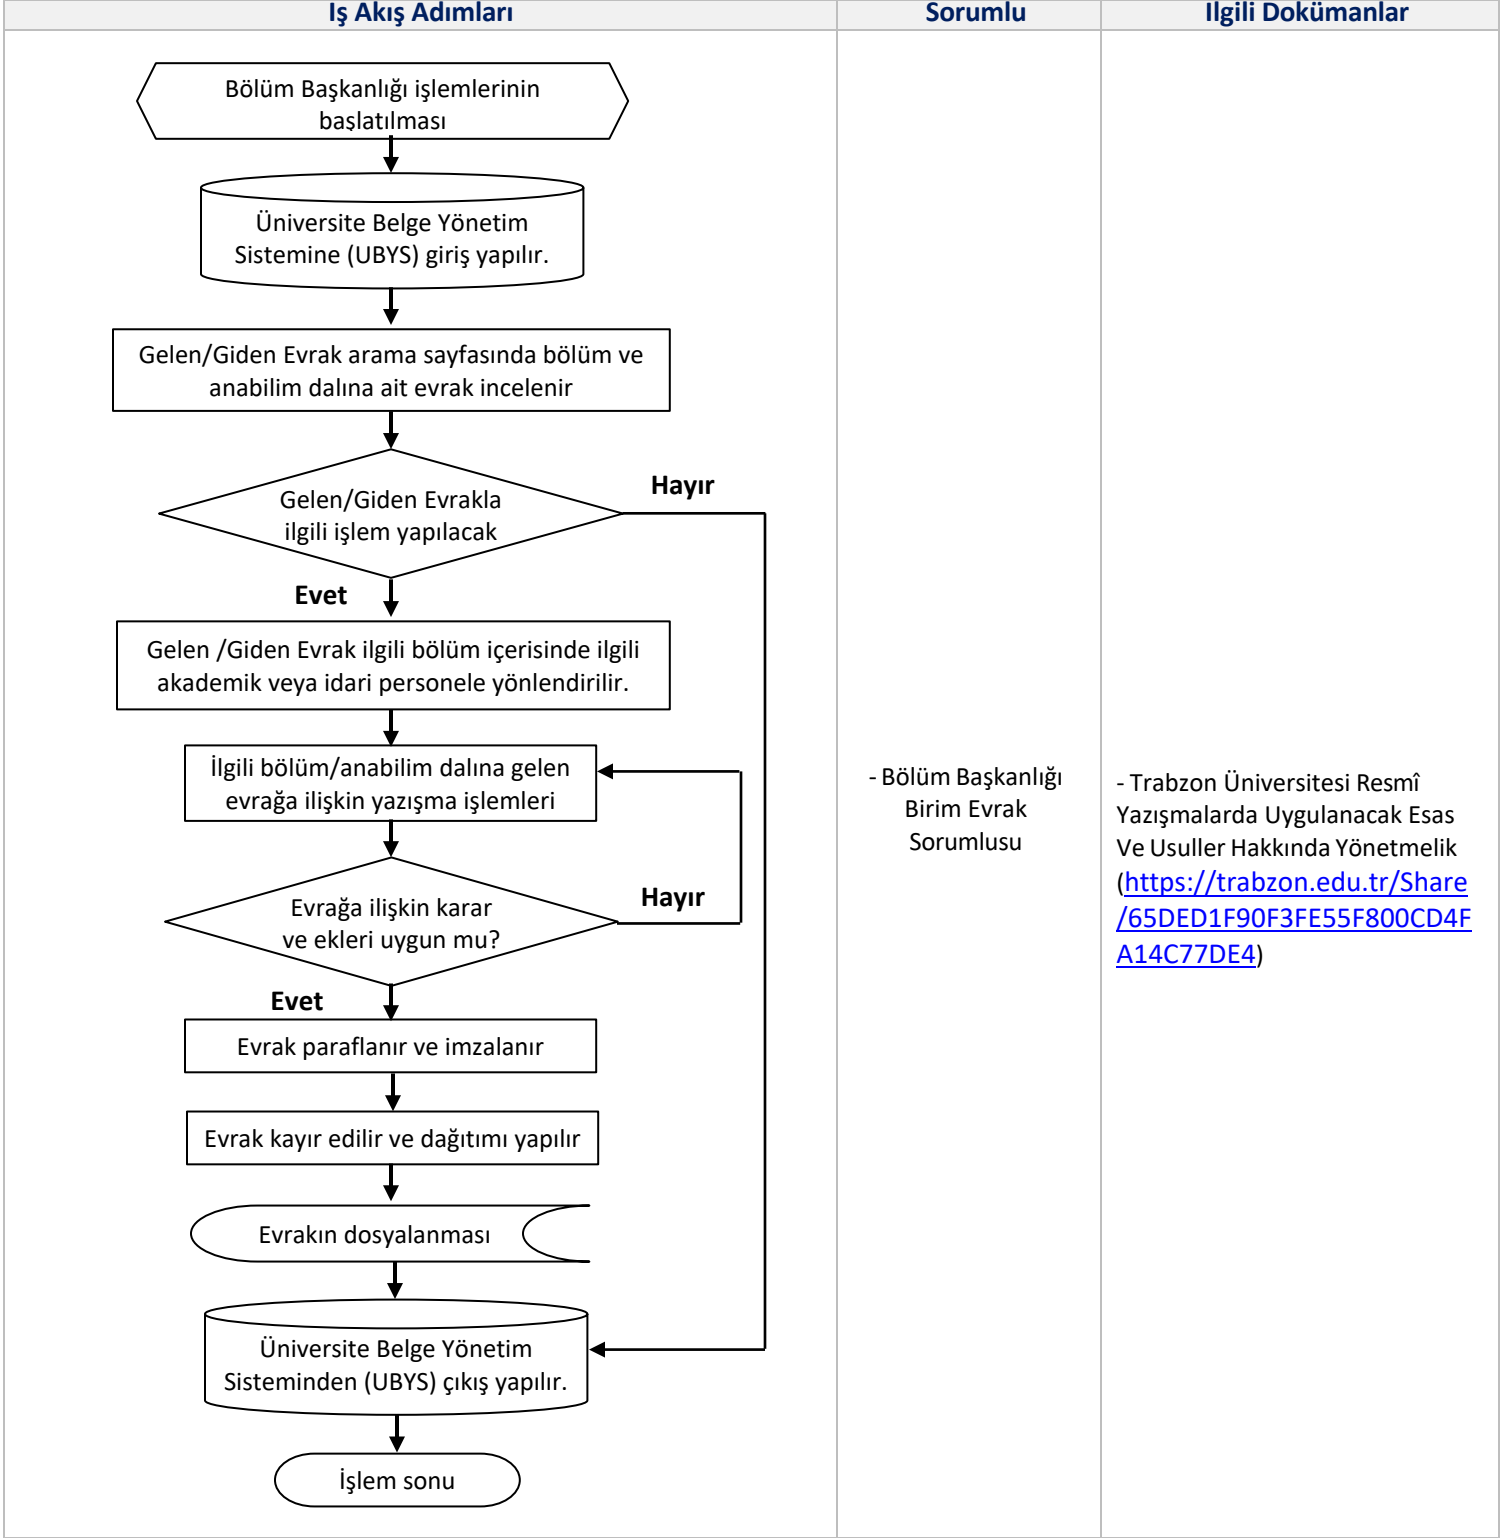 İş Akış Adımları
Sorumlu
İlgili Dokümanlar
Bölüm Başkanlığı işlemlerinin
başlatılması
Üniversite Belge Yönetim
Sistemine (UBYS) giriş yapılır.
Gelen/Giden Evrak arama sayfasında bölüm ve
anabilim dalına ait evrak incelenir
Gelen/Giden Evrakla
ilgili işlem yapılacak
Hayır
Evet
Gelen /Giden Evrak ilgili bölüm içerisinde ilgili
akademik veya idari personele yönlendirilir.
İlgili bölüm/anabilim dalına gelen
evrağa ilişkin yazışma işlemleri
Evrağa ilişkin karar
ve ekleri uygun mu?
Hayır
Evet
Evrak paraflanır ve imzalanır
Evrak kayır edilir ve dağıtımı yapılır
Evrakın dosyalanması
Üniversite Belge Yönetim
Sisteminden (UBYS) çıkış yapılır.
İşlem sonu
- Bölüm Başkanlığı
Birim Evrak
Sorumlusu
- Trabzon Üniversitesi Resmî
Yazışmalarda Uygulanacak Esas
Ve Usuller Hakkında Yönetmelik
(https://trabzon.edu.tr/Share
/65DED1F90F3FE55F800CD4F
A14C77DE4)